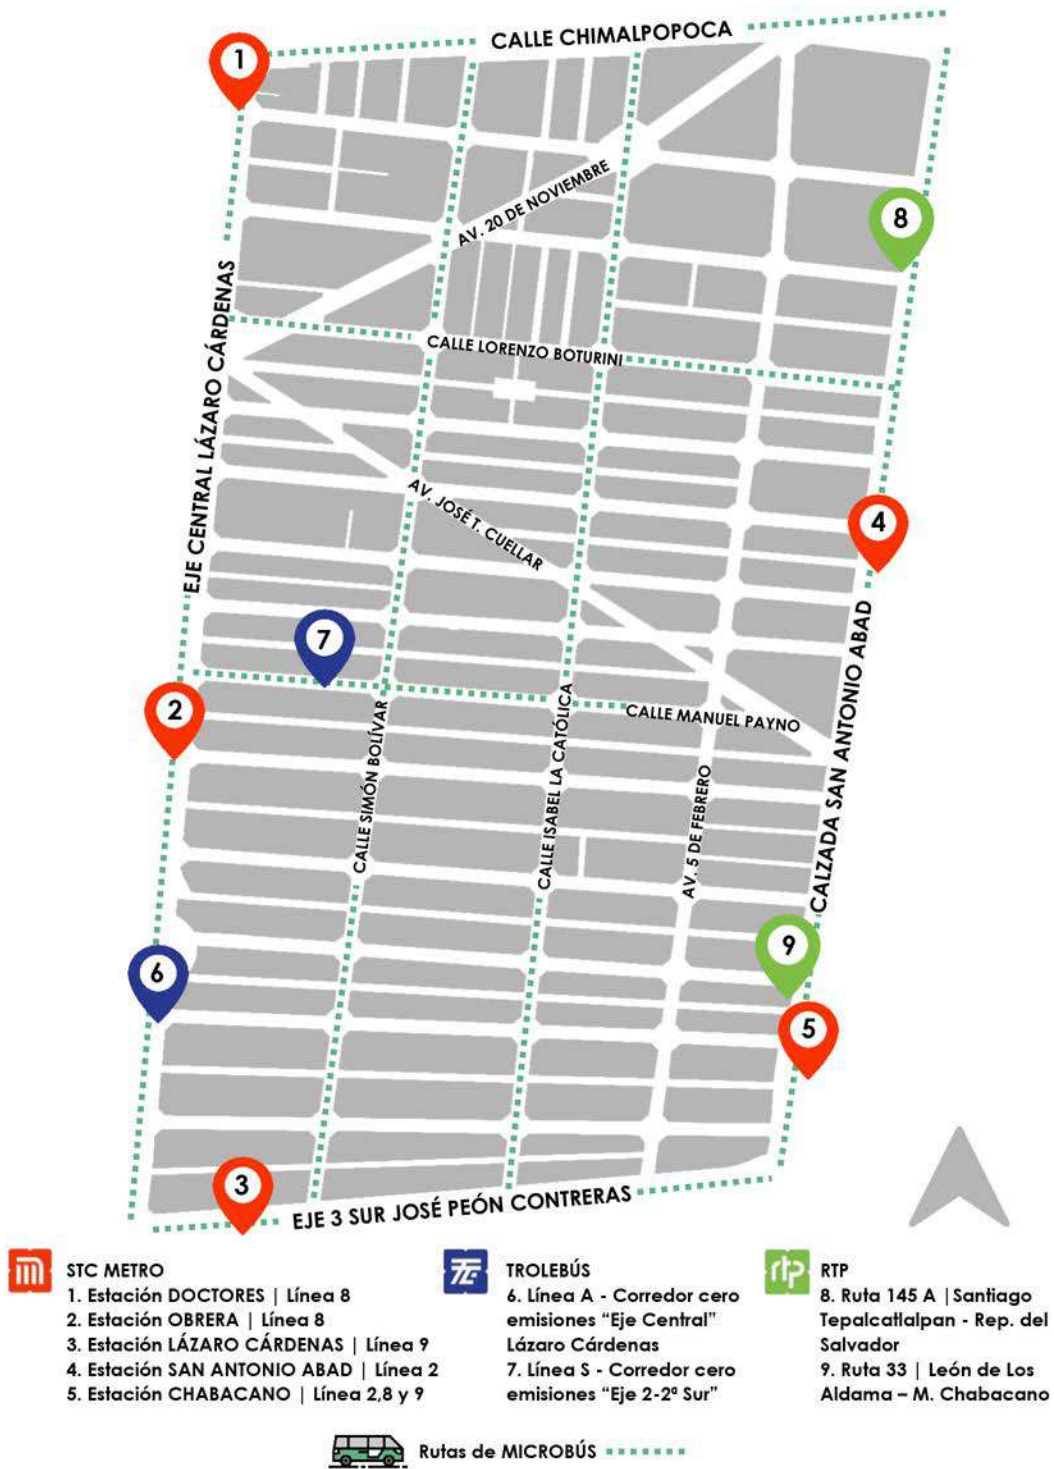 CALLE CHIMALPOPOCA
1
AV. 20 DE NOVIEMBRE
8
EJE CENTRAL LÁZARO CÁRDENAS
CALLE LORENZO BOTURINI
AV. JOSÉ T. CUELLAR
4
7
2
CALLE MANUEL PAYNO
CALLE SIMÓN BOLÍVAR
CALLE ISABEL LA CATÓLICA
AV. 5 DE FEBRERO
CALZADA SAN ANTONIO ABAD
9
6
5
3
EJE 3 SUR JOSÉ PEÓN CONTRERAS
STC METRO
1. Estación DOCTORES | Línea 8
2. Estación OBRERA | Línea 8
3. Estación LÁZARO CÁRDENAS | Línea 9
4. Estación SAN ANTONIO ABAD | Línea 2
5. Estación CHABACANO | Línea 2,8 y 9
TROLEBÚS
6. Línea A - Corredor cero
emisiones “Eje Central”
Lázaro Cárdenas
7. Línea S - Corredor cero
emisiones “Eje 2-2º Sur”
rtp
RTP
8. Ruta 145 A | Santiago
Tepalcatlalpan - Rep. del
Salvador
9. Ruta 33 | León de Los
Aldama – M. Chabacano
Rutas de MICROBÚS